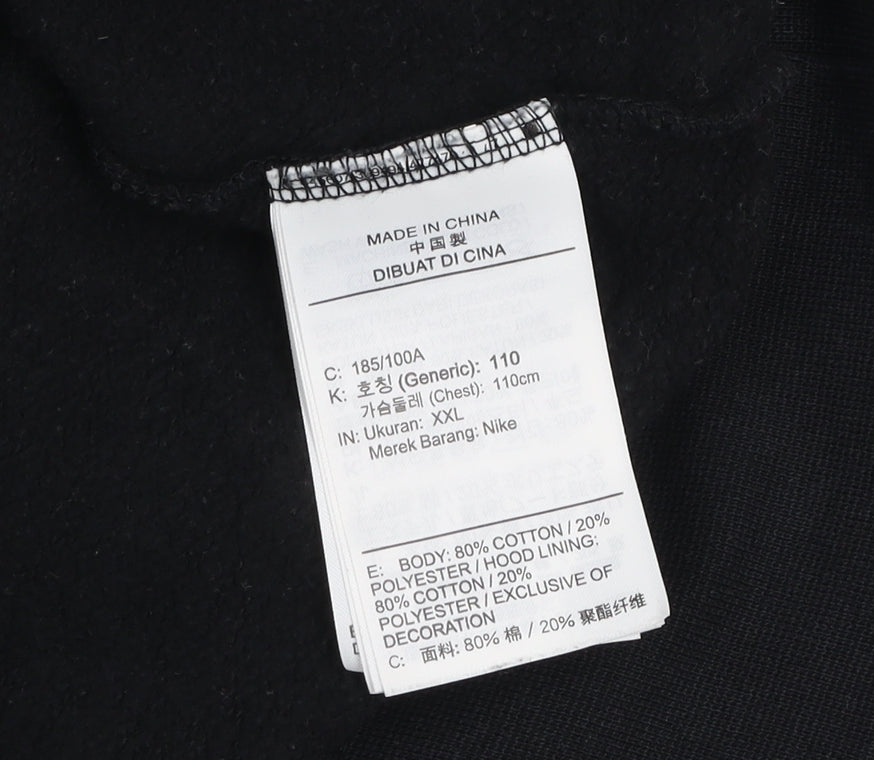 MADE IN CHINA
中国製
DIBUAT DI CINA
C: 185/100A
K: 호칭 (Generic): 110
가슴둘레 (Chest): 110cm
IN: Ukuran: XXL
Merek Barang: Nike
E: BODY: 80% COTTON / 20%
POLYESTER / HOOD LINING:
80% COTTON / 20%
POLYESTER / EXCLUSIVE OF
DECORATION
C: 面料: 80% 棉 / 20% 聚酯纤维